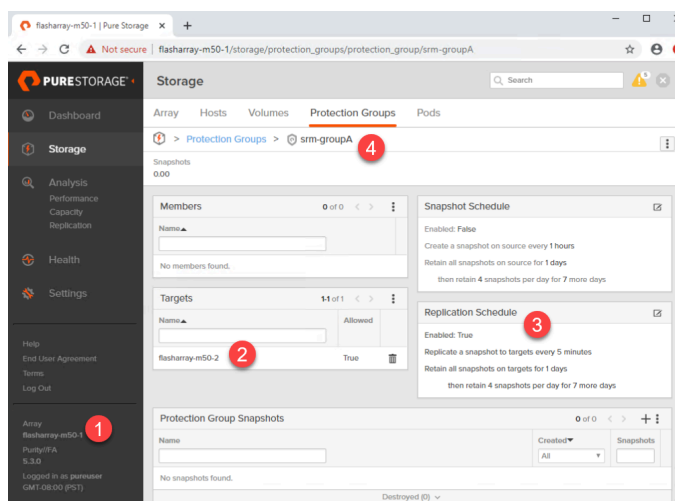 flasharray-m50-1 | Pure Storage
Not secure | flasharray-m50-1/storage/protection_groups/protection_group/srm-groupA
PURESTORAGE
Storage
Search
5
Dashboard
Storage
Analysis
Performance
Capacity
Replication
Health
Settings
Help
End User Agreement
Terms
Log Out
Array
flasharray-m50-1
1
Purity//FA
5.3.0
Logged in as pureuser
GMT-08:00 (PST)
Array Hosts Volumes Protection Groups Pods
> Protection Groups > srm-groupA
4
Snapshots
0.00
Members 0 of 0
Name
No members found.
Targets 1-1 of 1
Name Allowed
flasharray-m50-2 2 True
Snapshot Schedule
Enabled: False
Create a snapshot on source every 1 hours
Retain all snapshots on source for 1 days
then retain 4 snapshots per day for 7 more days
Replication Schedule
3
Enabled: True
Replicate a snapshot to targets every 5 minutes
Retain all snapshots on targets for 1 days
then retain 4 snapshots per day for 7 more days
Protection Group Snapshots 0 of 0
Name Created Snapshots
All
No snapshots found.
Destroyed (0)